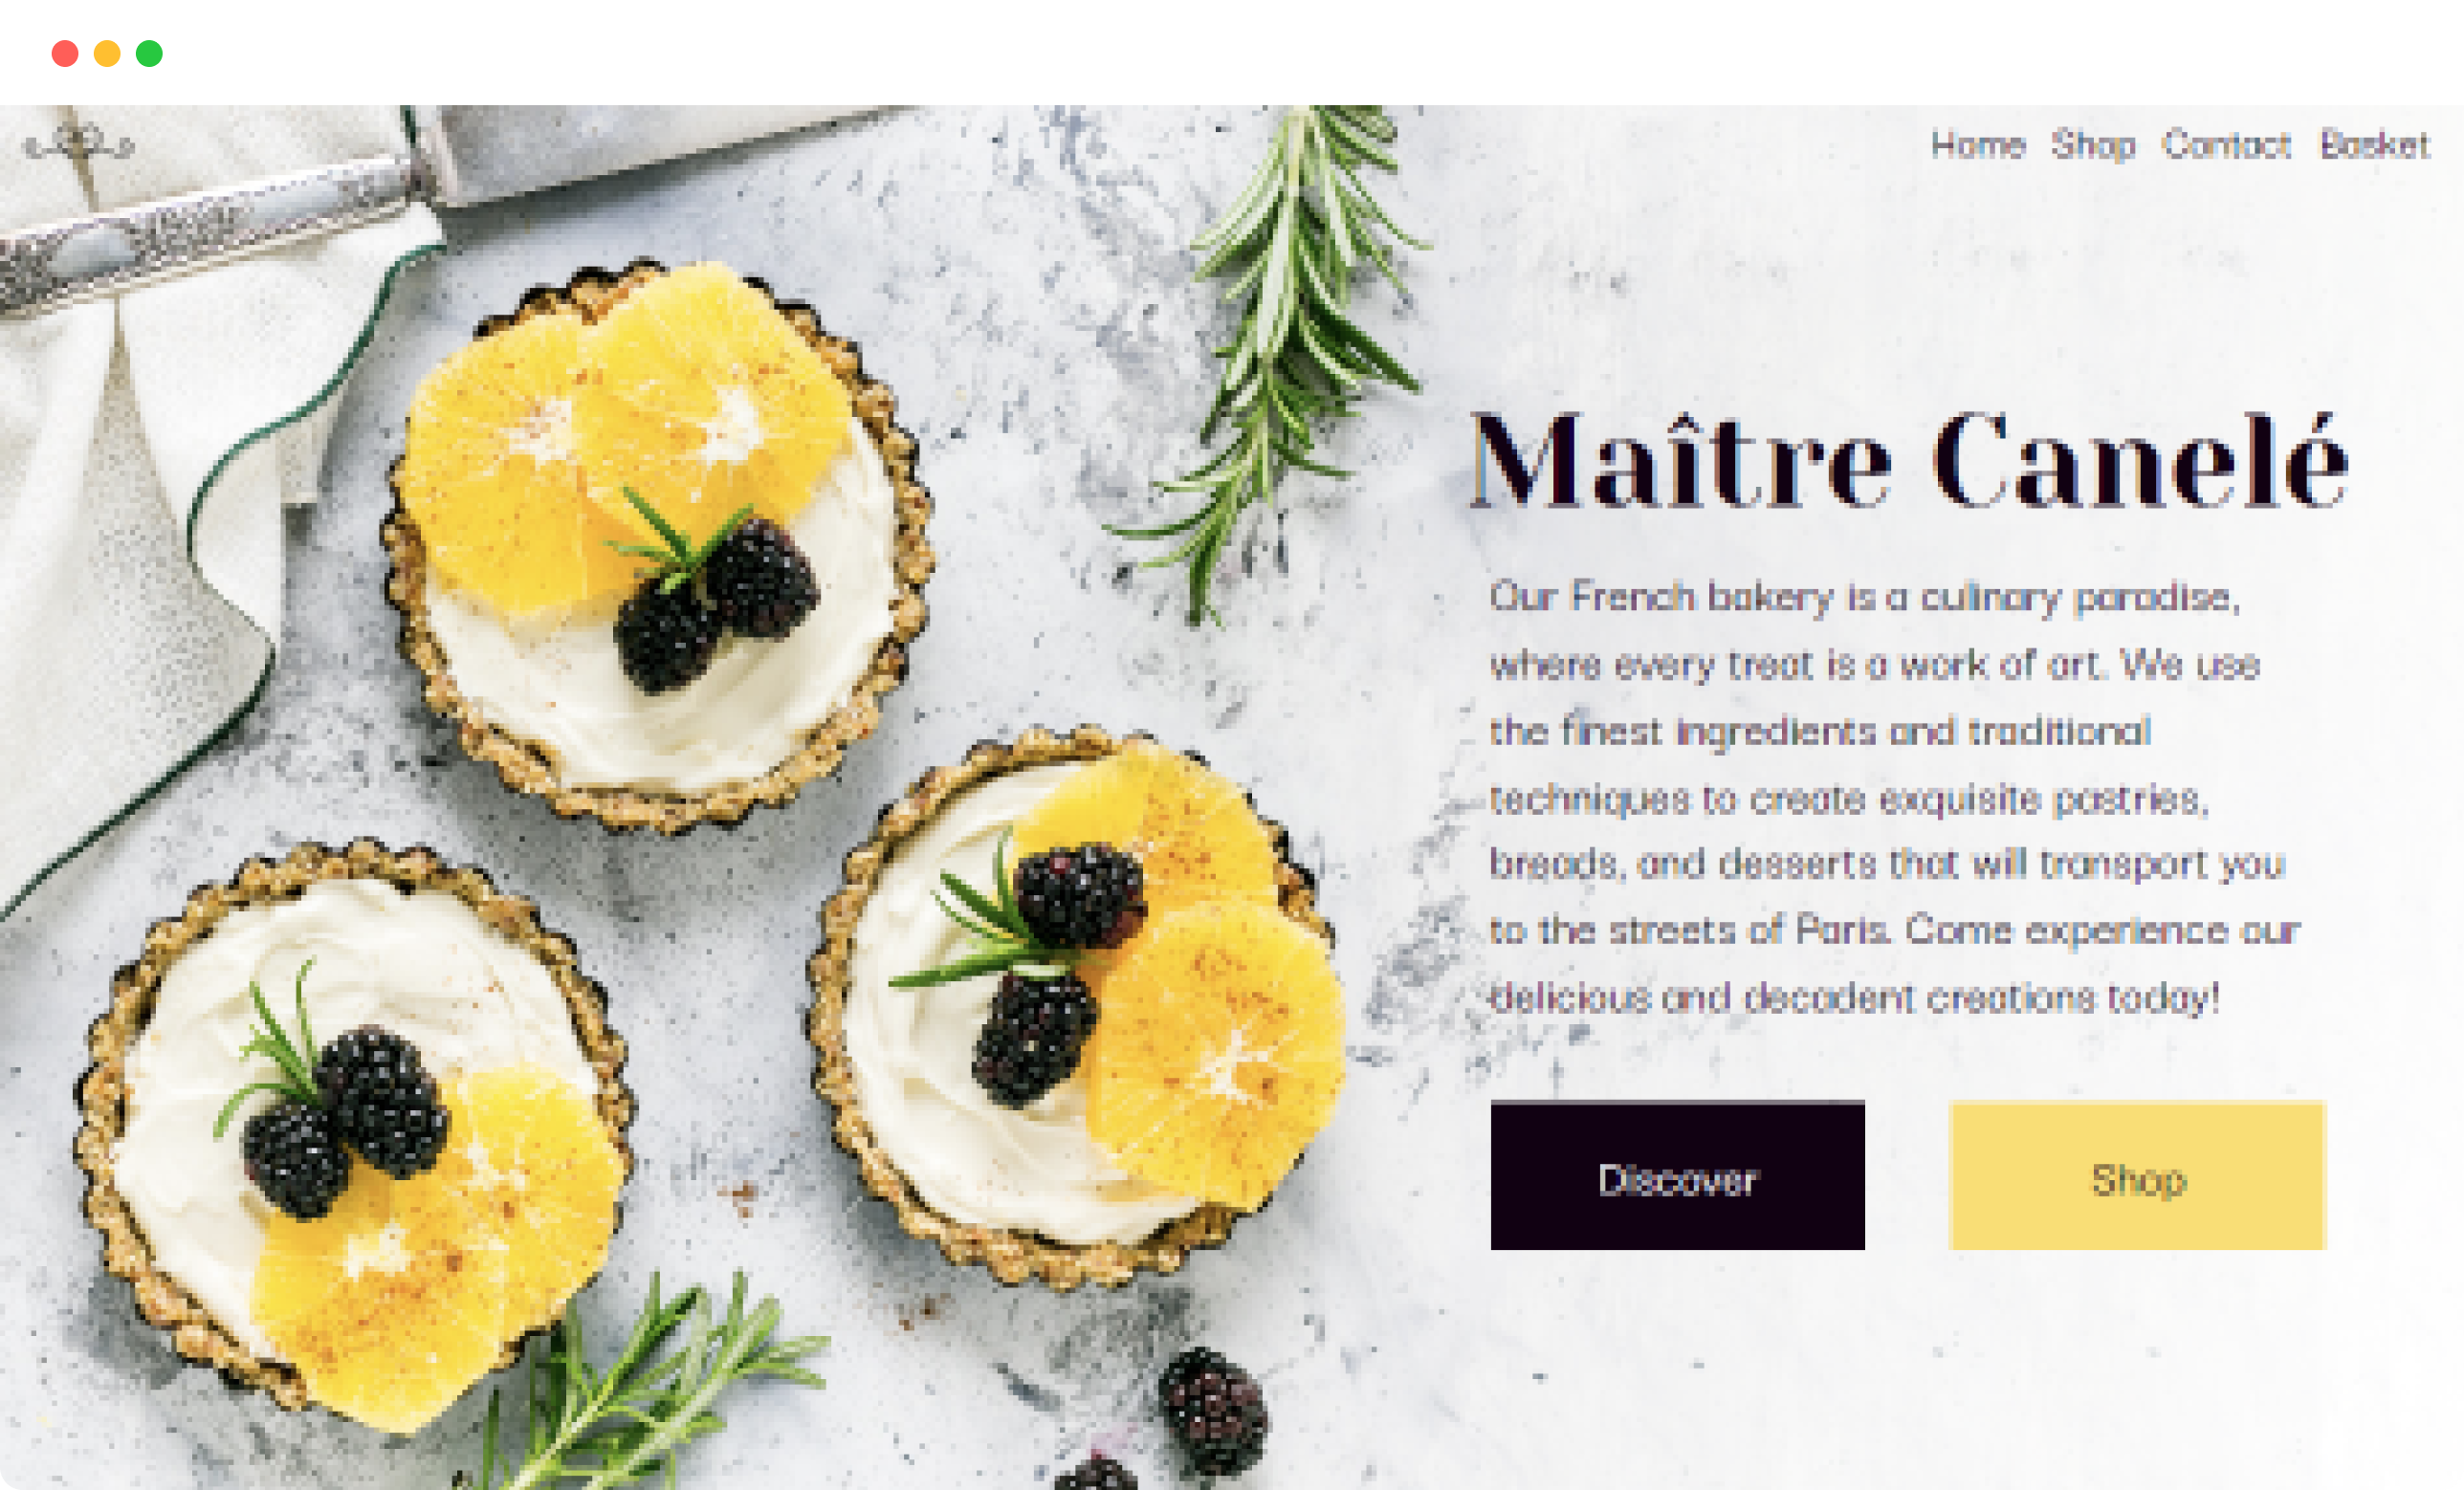 Home Shop Contact Basket
Maître Canelé
Our French bakery is a culinary paradise,
where every treat is a work of art. We use
the finest ingredients and traditional
techniques to create exquisite pastries,
breads, and desserts that will transport you
to the streets of Paris. Come experience our
delicious and decadent creations today!
Discover Shop